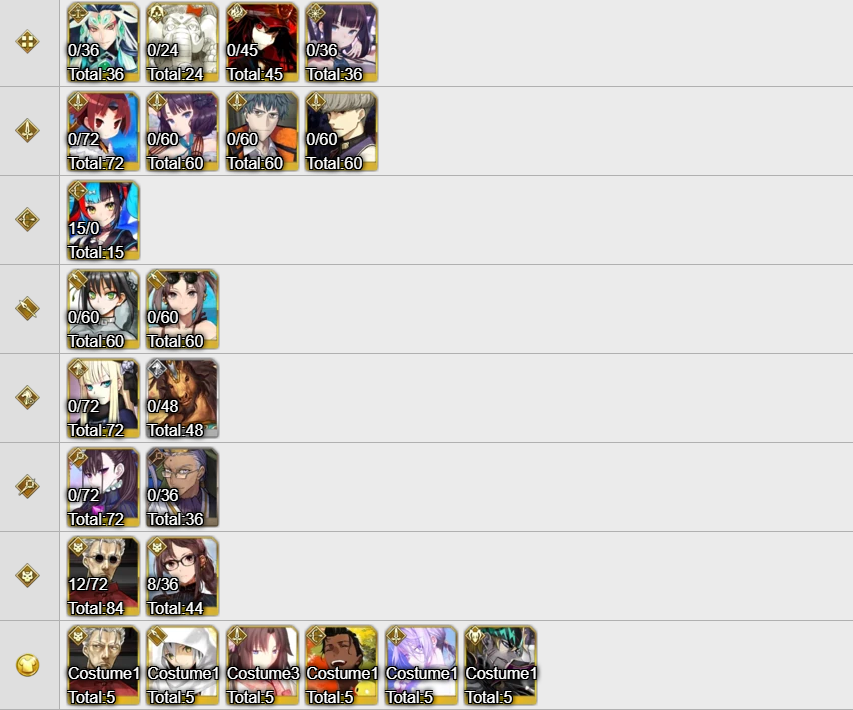 0/36 0/24 0/45 0/36
Total:36 Total:24 Total:45 Total:36
0/72 0/60 0/60 0/60
Total:72 Total:60 Total:60 Total:60
15/0
Total:15
0/60 0/60
Total:60 Total:60
0/72 0/48
Total:72 Total:48
0/72 0/36
Total:72 Total:36
12/72 8/36
Total:84 Total:44
Costume1 Costume1 Costume3 Costume1 Costume1 Costume1
Total:5 Total:5 Total:5 Total:5 Total:5 Total:5